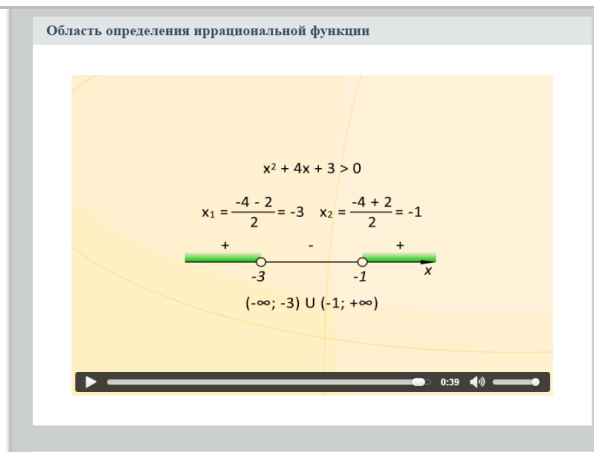 Область определения иррациональной функции
x² + 4x + 3 > 0
x₁ = (-4 - 2)/2 = -3 x₂ = (-4 + 2)/2 = -1
+ - +
-3 -1 x
(-∞; -3) U (-1; +∞)
0:39